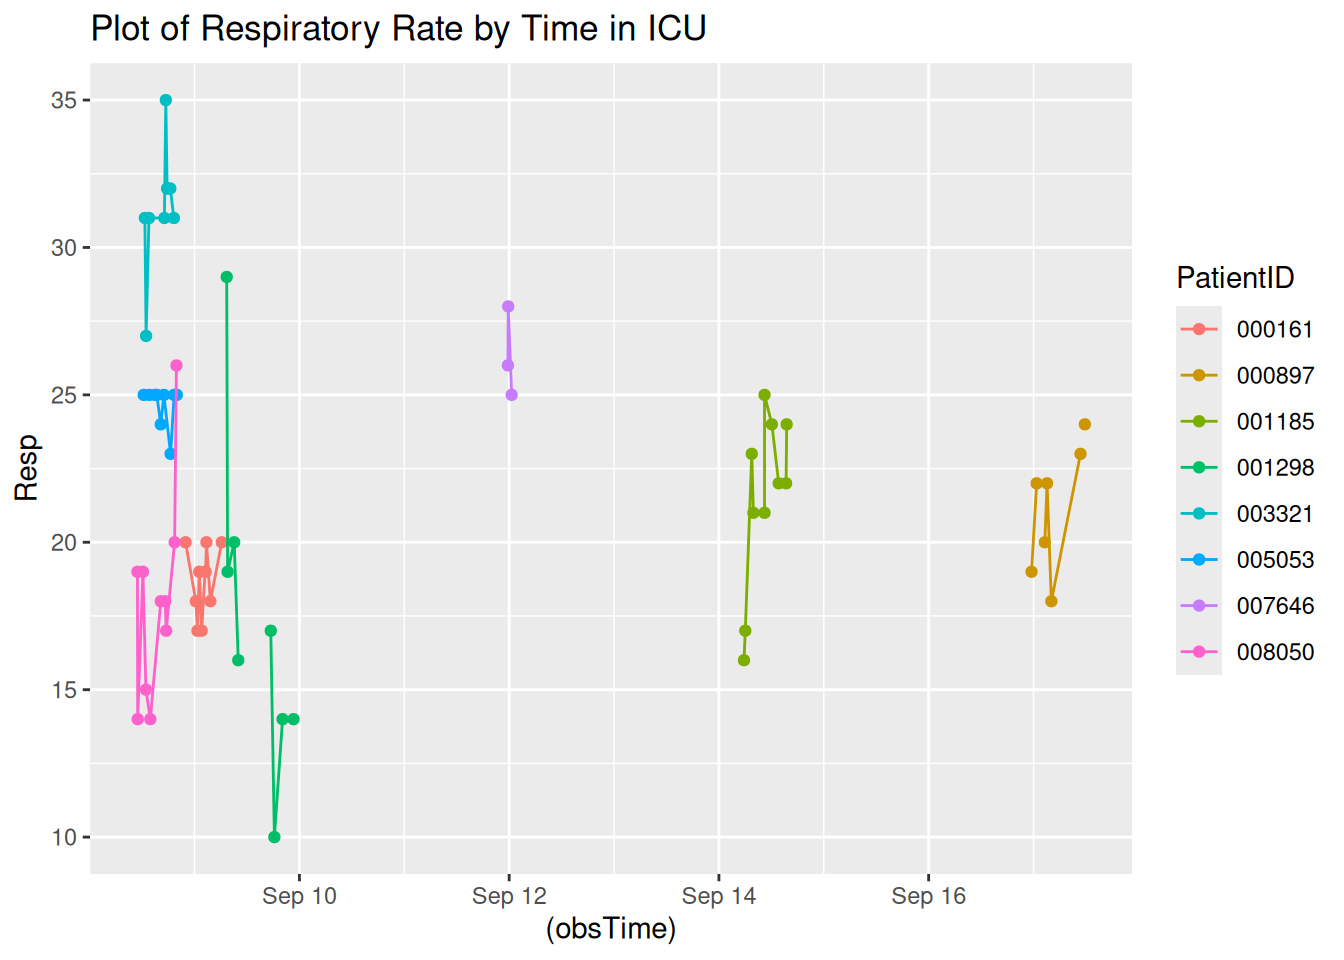 Plot of Respiratory Rate by Time in ICU
35
30
25
20
15
10
Resp
Sep 10
Sep 12
Sep 14
Sep 16
(obsTime)
PatientID
000161
000897
001185
001298
003321
005053
007646
008050